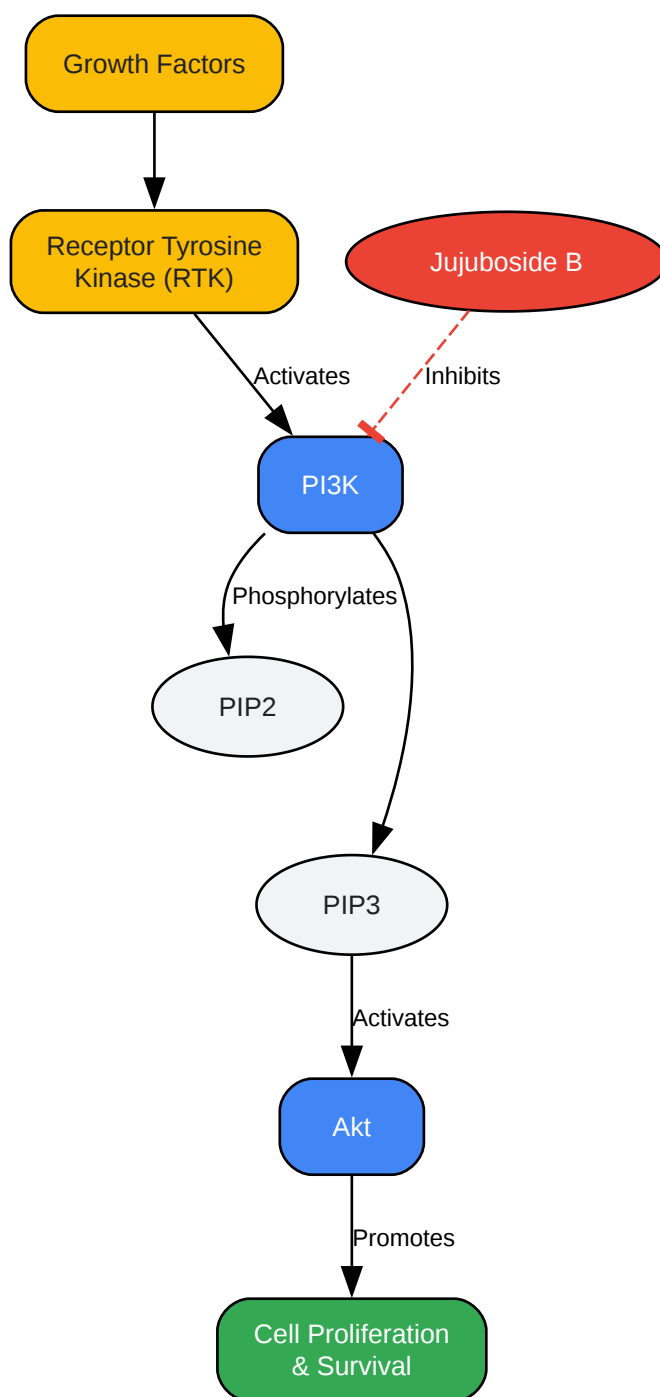 Growth Factors
Receptor Tyrosine
Kinase (RTK)
Jujuboside B
Activates
Inhibits
PI3K
Phosphorylates
PIP2
PIP3
Activates
Akt
Promotes
Cell Proliferation
& Survival